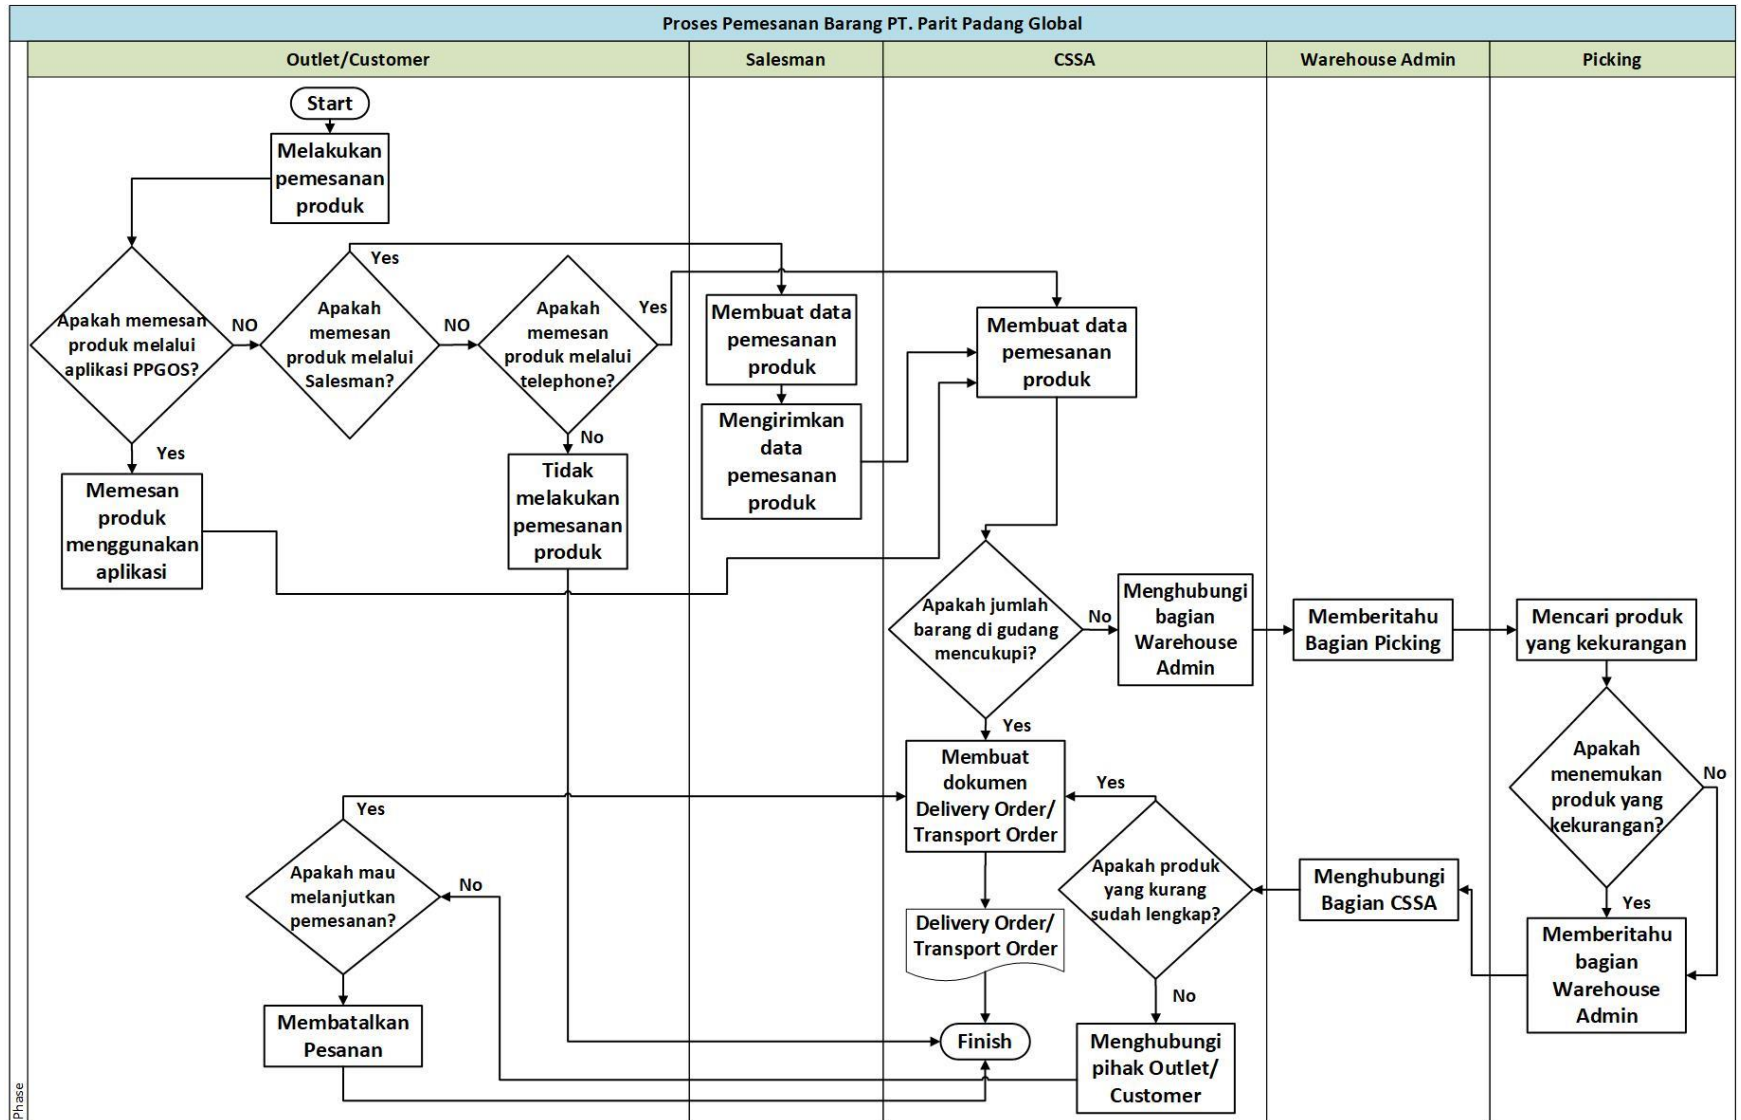 Proses Pemesanan Barang PT. Parit Padang Global
Outlet/Customer
Salesman
CSSA
Warehouse Admin
Picking
Phase
Start
Melakukan
pemesanan
produk
Apakah memesan
produk melalui
aplikasi PPGOS?
NO
Yes
Apakah
memesan
produk melalui
Salesman?
Yes
NO
Apakah
memesan
produk melalui
telephone?
Yes
No
Memesan
produk
menggunakan
aplikasi
Tidak
melakukan
pemesanan
produk
Membuat data
pemesanan
produk
Mengirimkan
data
pemesanan
produk
Membuat data
pemesanan
produk
Apakah jumlah
barang di gudang
mencukupi?
No
Yes
Menghubungi
bagian
Warehouse
Admin
Memberitahu
Bagian Picking
Mencari produk
yang kekurangan
Apakah
menemukan
produk yang
kekurangan?
No
Yes
Memberitahu
bagian
Warehouse
Admin
Menghubungi
Bagian CSSA
Apakah produk
yang kurang
sudah lengkap?
Yes
No
Membuat
dokumen
Delivery Order/
Transport Order
Delivery Order/
Transport Order
Finish
Menghubungi
pihak Outlet/
Customer
Apakah mau
melanjutkan
pemesanan?
Yes
No
Membatalkan
Pesanan